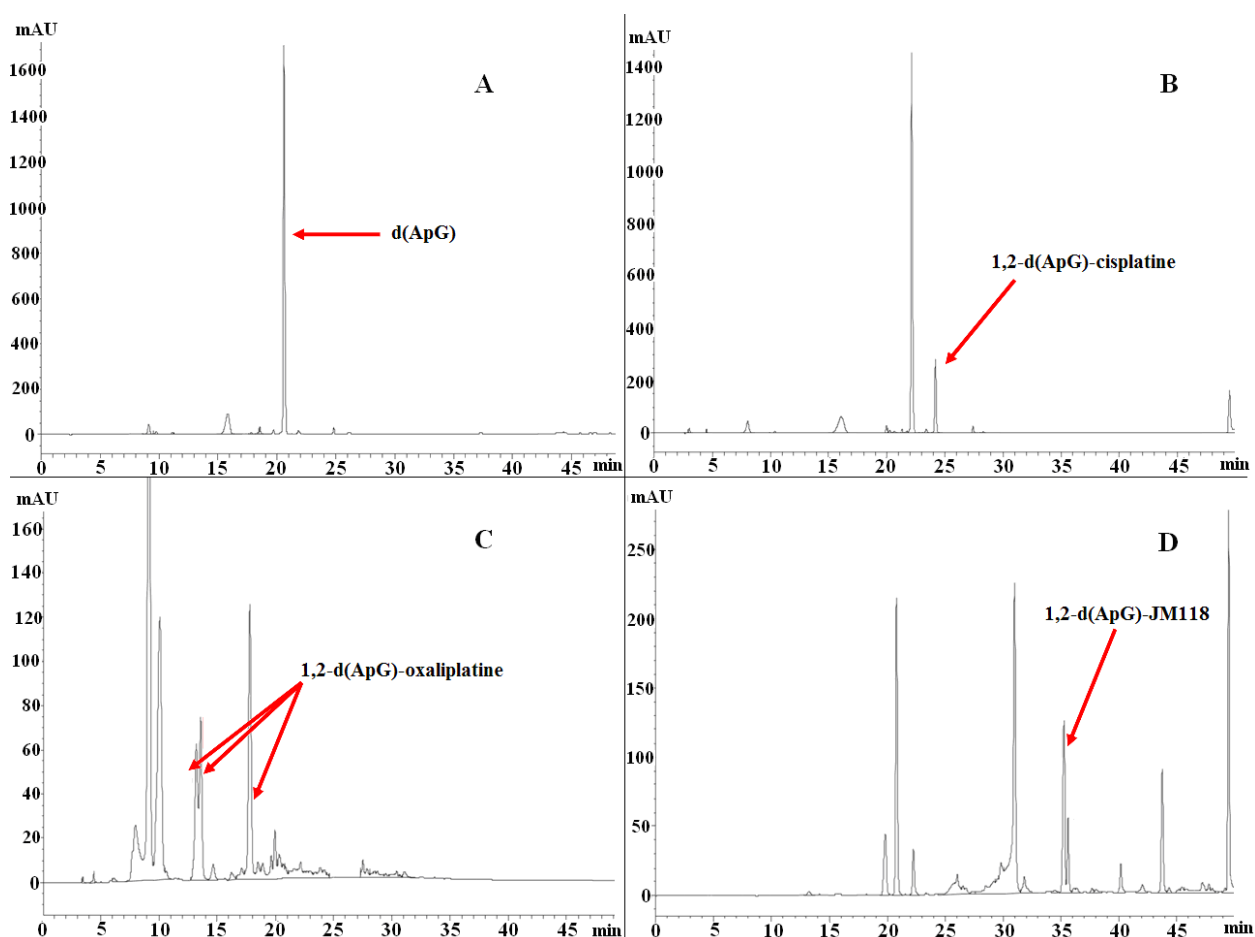 mAU
A
1600
1400
1200
1000
800
600
400
200
0
d(ApG)
0 5 10 15 20 25 30 35 40 45 min
mAU
B
1400
1200
1000
800
600
400
200
0
1,2-d(ApG)-cisplatine
0 5 10 15 20 25 30 35 40 45 min
mAU
C
160
140
120
100
80
60
40
20
0
1,2-d(ApG)-oxaliplatine
0 5 10 15 20 25 30 35 40 45 min
mAU
D
250
200
150
100
50
0
1,2-d(ApG)-JM118
0 5 10 15 20 25 30 35 40 45 min